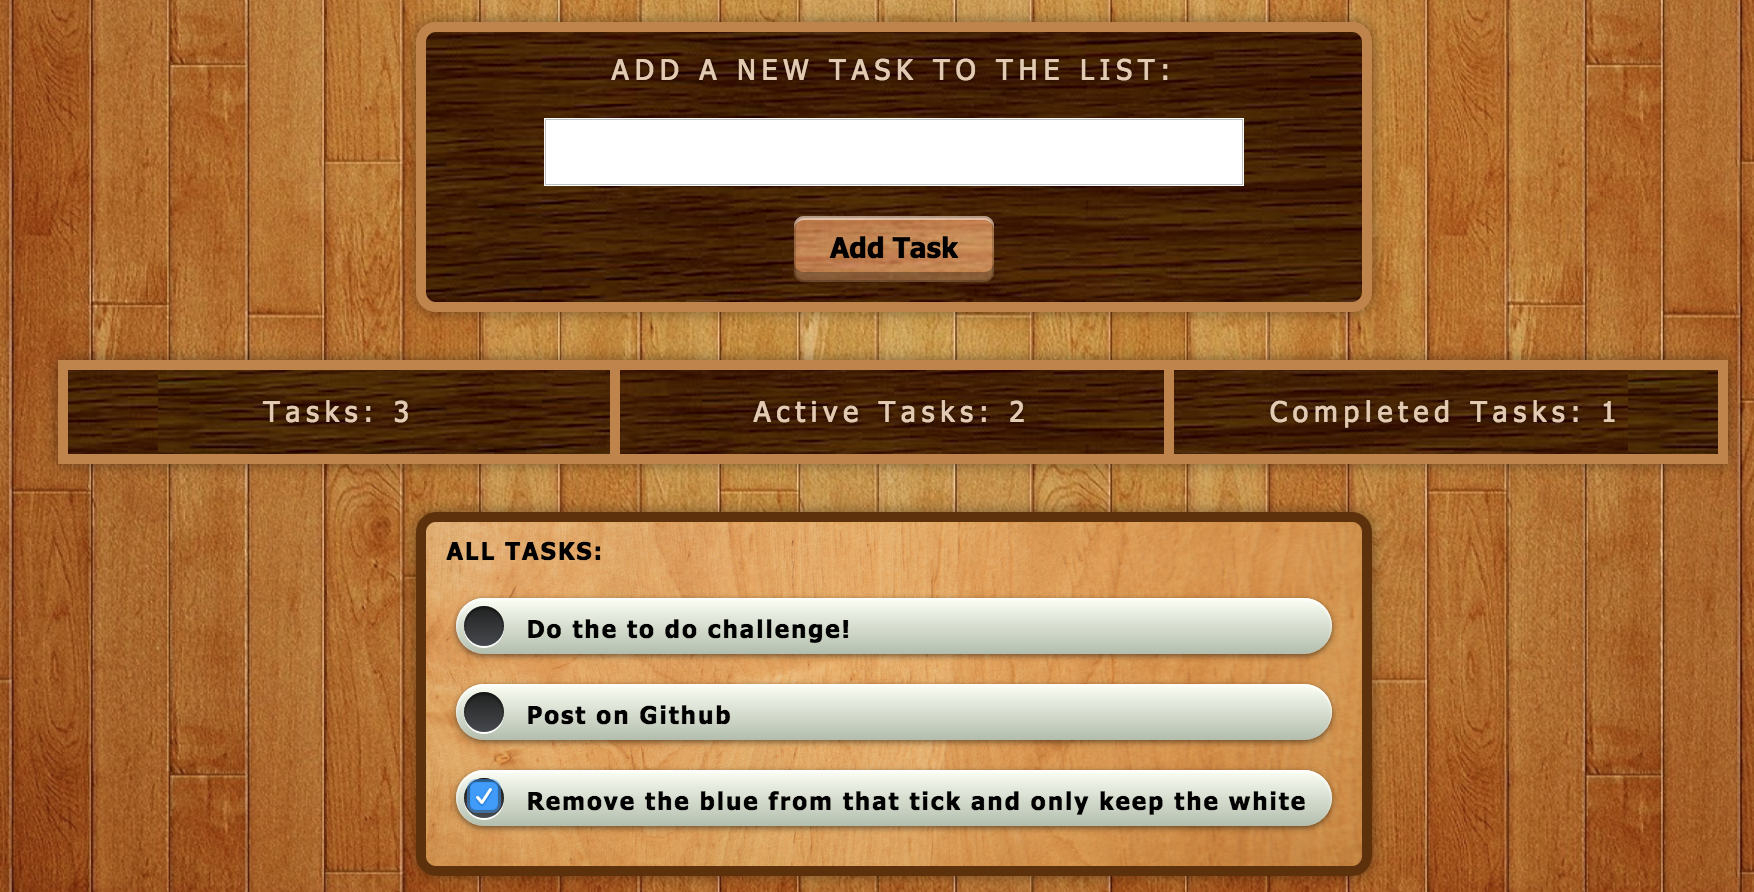 ADD A NEW TASK TO THE LIST:
Add Task
Tasks: 3
Active Tasks: 2
Completed Tasks: 1
ALL TASKS:
Do the to do challenge!
Post on Github
Remove the blue from that tick and only keep the white